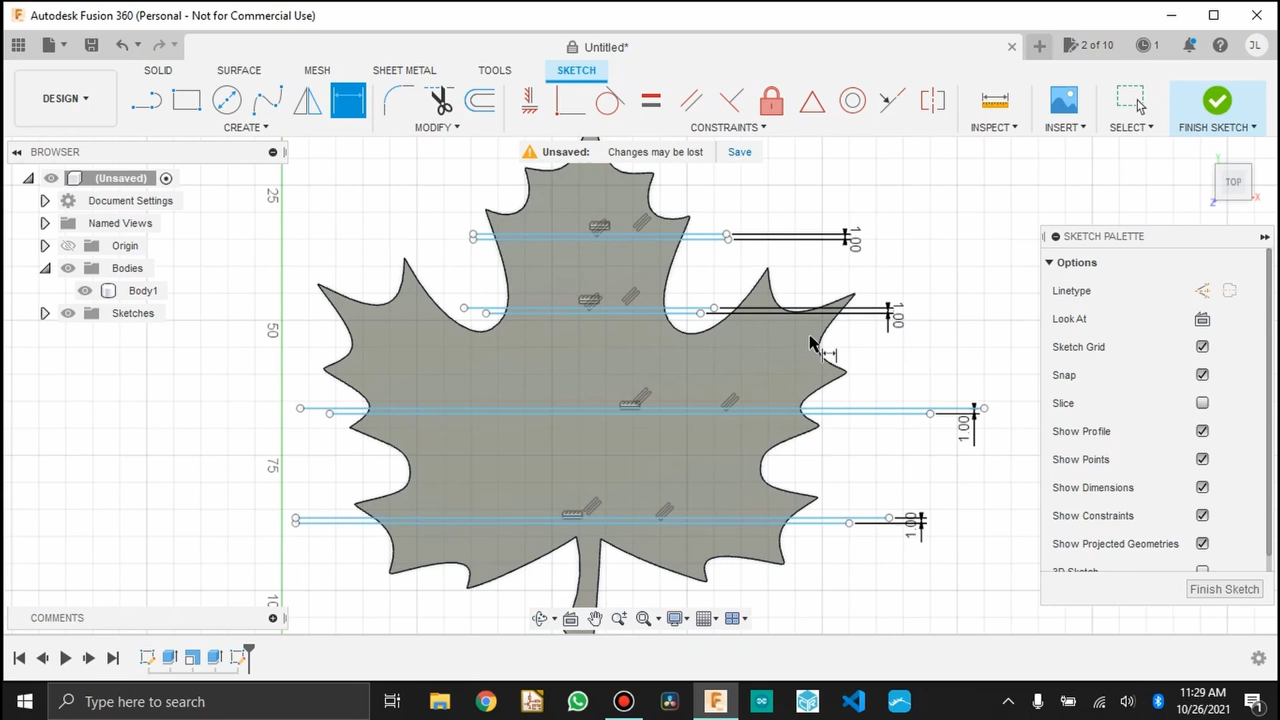 Autodesk Fusion 360 (Personal - Not for Commercial Use)
Untitled*
2 of 10
1
JL
DESIGN
SOLID
SURFACE
MESH
SHEET METAL
TOOLS
SKETCH
CREATE
MODIFY
CONSTRAINTS
INSPECT
INSERT
SELECT
FINISH SKETCH
BROWSER
Unsaved: Changes may be lost Save
(Unsaved)
Document Settings
Named Views
Origin
Bodies
Body1
Sketches
25
50
75
10
1.00
1.00
1.00
1.00
Y
TOP
X
Z
SKETCH PALETTE
Options
Linetype
Look At
Sketch Grid
Snap
Slice
Show Profile
Show Points
Show Dimensions
Show Constraints
Show Projected Geometries
Finish Sketch
COMMENTS
Type here to search
11:29 AM
10/26/2021
1